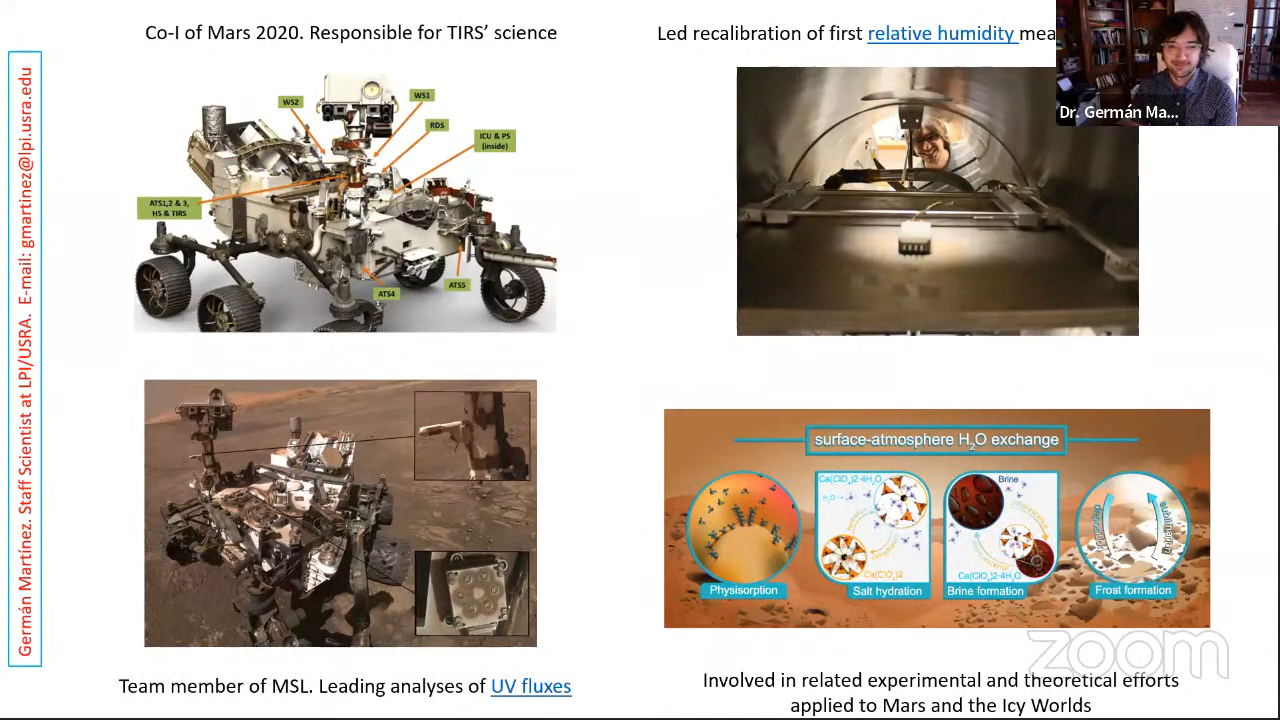 Co-I of Mars 2020. Responsible for TIRS' science
Led recalibration of first relative humidity mea
Dr. Germán Ma...
Germán Martínez. Staff Scientist at LPI/USRA. E-mail: gmartinez@lpi.usra.edu
WS2
WS1
RDS
ICU & PS
(inside)
ATS1,2 & 3,
HS & TIRS
ATS4
ATS5
surface-atmosphere H2O exchange
Ca(ClO4)2·4H2O
H2O→
Ca(ClO4)2
Brine
Ca(ClO4)2·4H2O
Physisorption
Salt hydration
Brine formation
Frost formation
zoom
Team member of MSL. Leading analyses of UV fluxes
Involved in related experimental and theoretical efforts
applied to Mars and the Icy Worlds